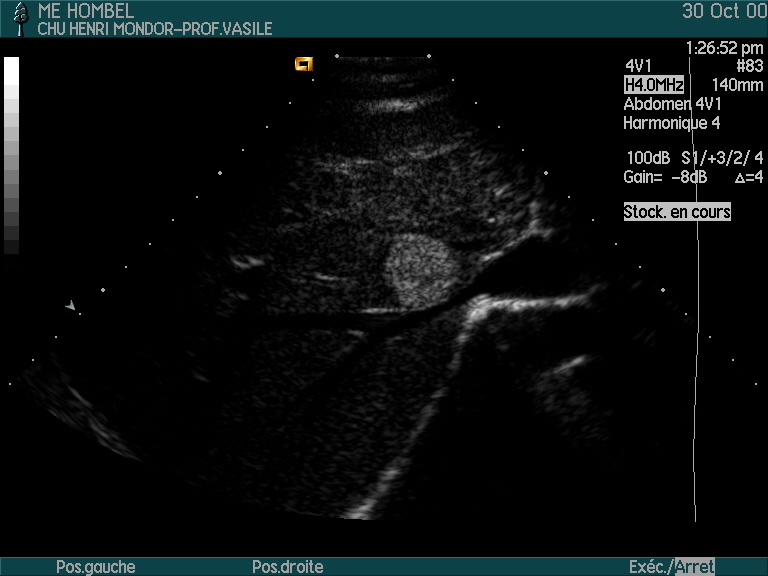 ME HOMBEL
30 Oct 00
CHU HENRI MONDOR-PROF.VASILE
1:26:52 pm
4V1 #83
H4.0MHz 140mm
Abdomen 4V1
Harmonique 4
100dB S1/+3/2/ 4
Gain= -8dB Δ=4
Stock. en cours
Pos.gauche Pos.droite Exéc./Arret